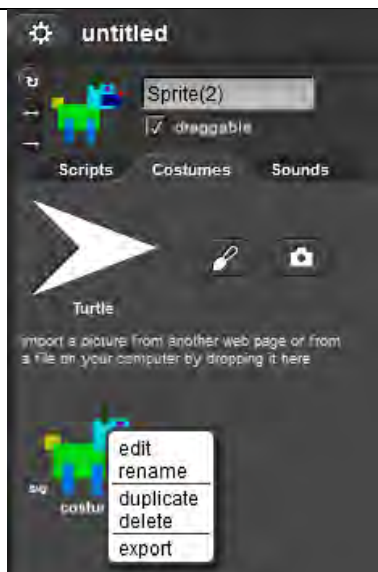 untitled
Sprite(2)
draggable
Scripts Costumes Sounds
Turtle
import a picture from another web page or from
a file on your computer by dropping it here
edit
rename
duplicate
delete
export